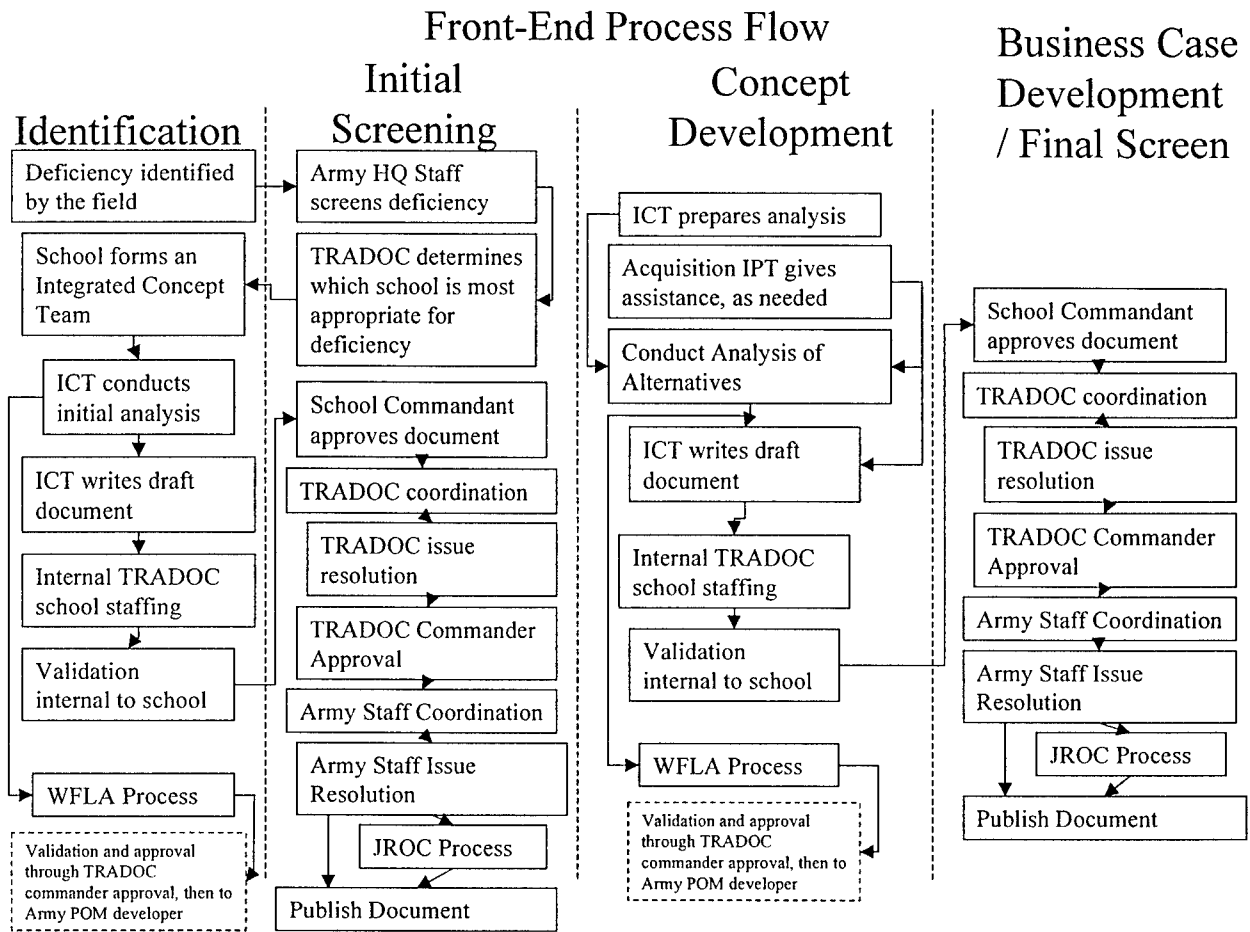 Front-End Process Flow
Identification
Deficiency identified
by the field
School forms an
Integrated Concept
Team
ICT conducts
initial analysis
ICT writes draft
document
Internal TRADOC
school staffing
Validation
internal to school
WFLA Process
Validation and approval
through TRADOC
commander approval, then to
Army POM developer
Initial
Screening
Army HQ Staff
screens deficiency
TRADOC determines
which school is most
appropriate for
deficiency
School Commandant
approves document
TRADOC coordination
TRADOC issue
resolution
TRADOC Commander
Approval
Army Staff Coordination
Army Staff Issue
Resolution
JROC Process
Publish Document
Concept
Development
ICT prepares analysis
Acquisition IPT gives
assistance, as needed
Conduct Analysis of
Alternatives
ICT writes draft
document
Internal TRADOC
school staffing
Validation
internal to school
WFLA Process
Validation and approval
through TRADOC
commander approval, then to
Army POM developer
Business Case
Development
/ Final Screen
School Commandant
approves document
TRADOC coordination
TRADOC issue
resolution
TRADOC Commander
Approval
Army Staff Coordination
Army Staff Issue
Resolution
JROC Process
Publish Document